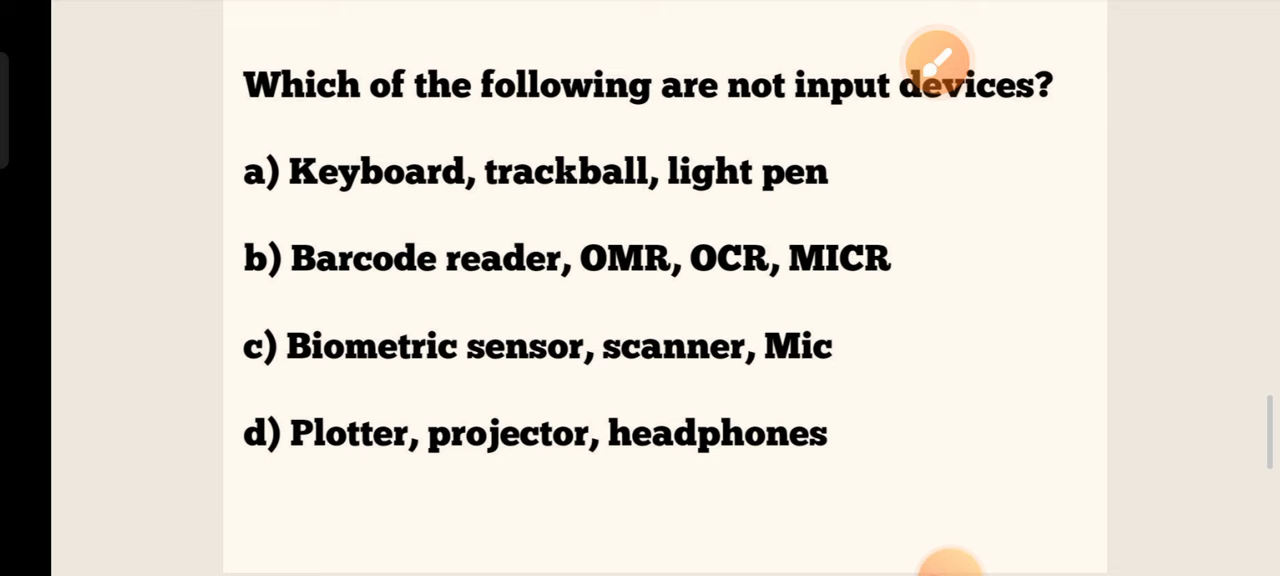 Which of the following are not input devices?
a) Keyboard, trackball, light pen
b) Barcode reader, OMR, OCR, MICR
c) Biometric sensor, scanner, Mic
d) Plotter, projector, headphones